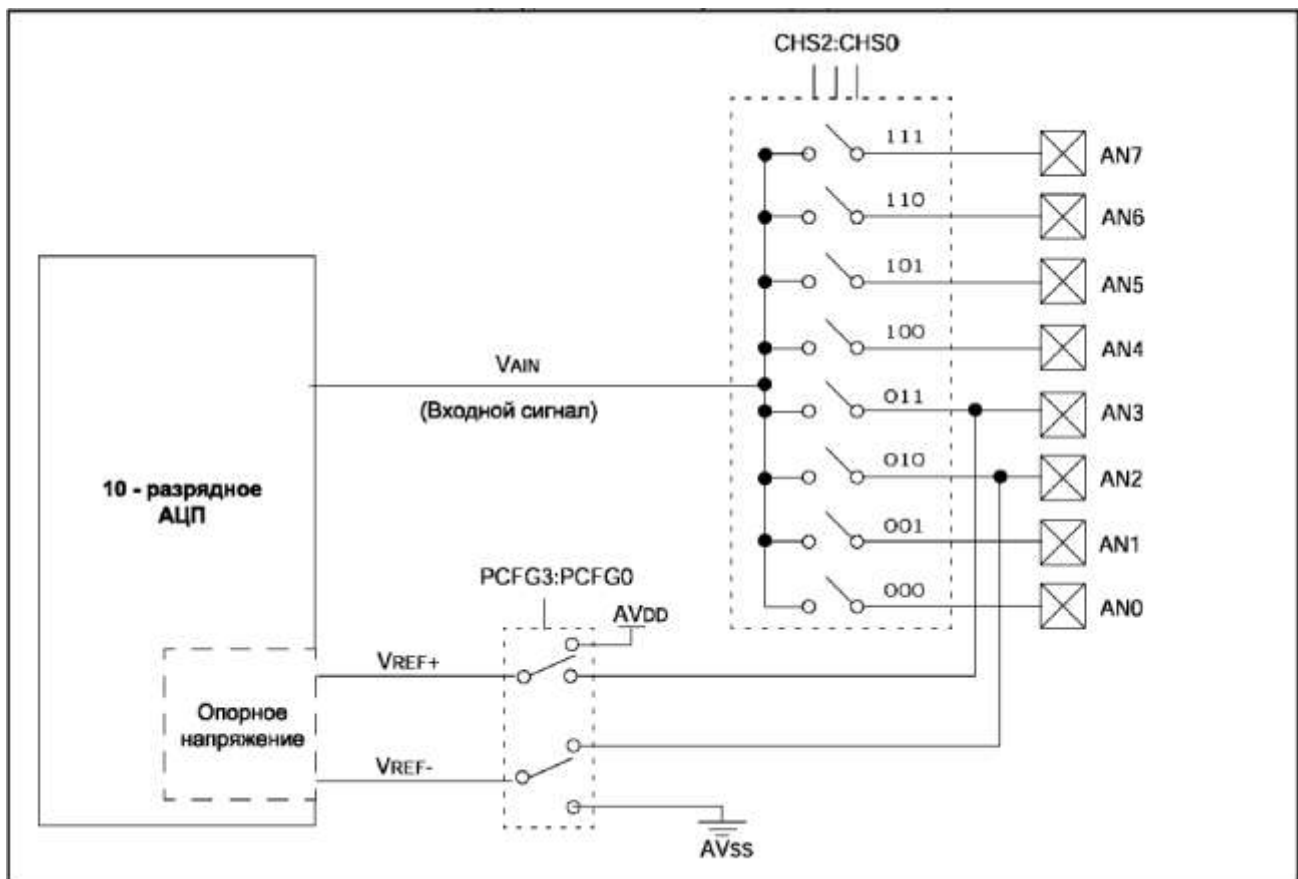 CHS2:CHS0
111
AN7
110
AN6
101
AN5
100
AN4
VAIN
(Входной сигнал)
011
AN3
010
AN2
10 - разрядное
АЦП
001
AN1
PCFG3:PCFG0
000
AN0
AVDD
VREF+
Опорное
напряжение
VREF-
AVSS